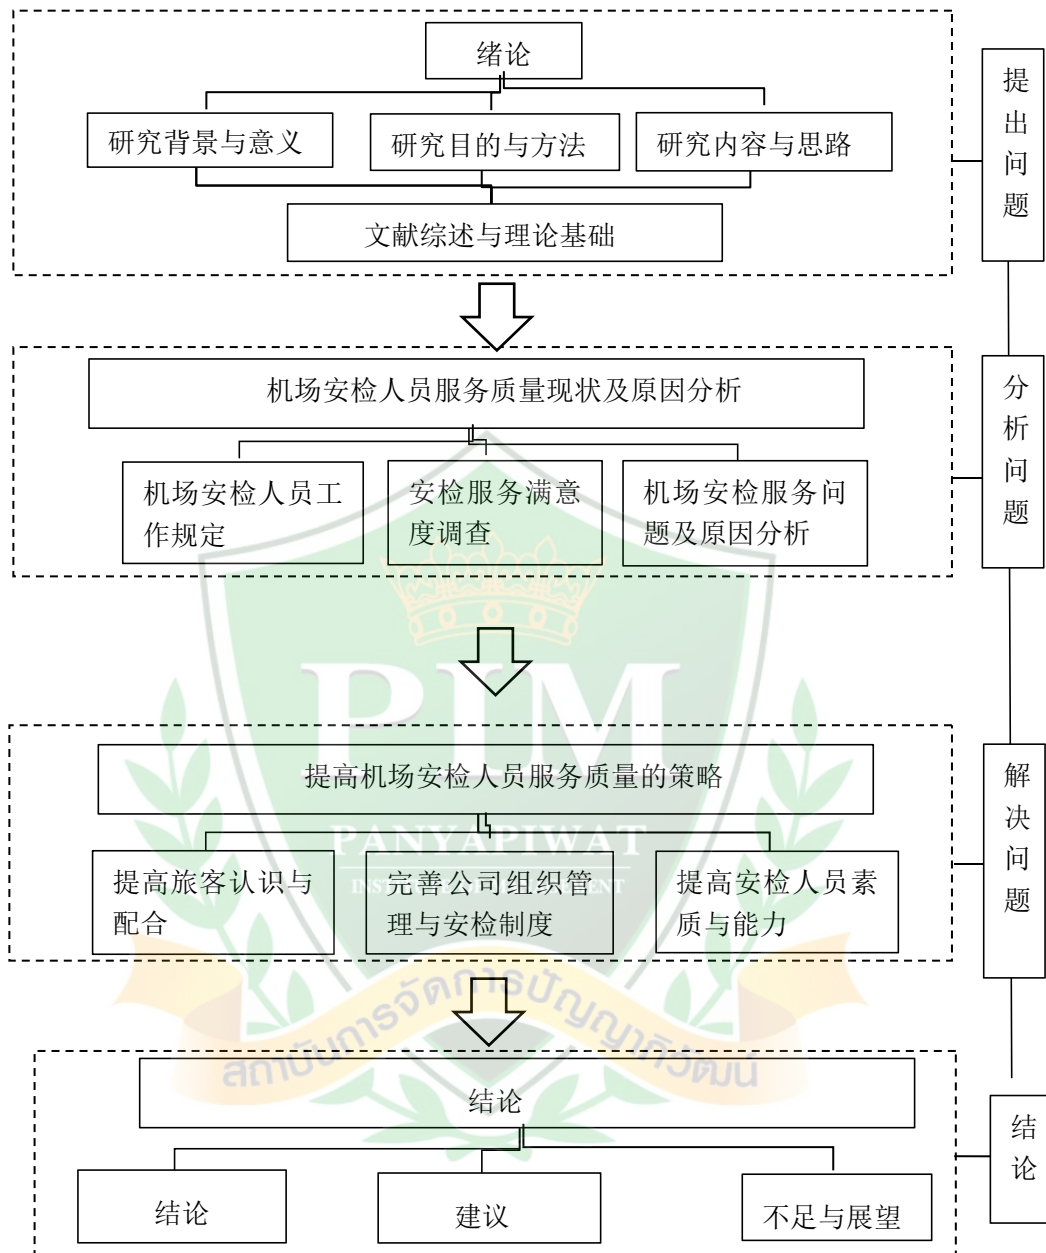 绪论
研究背景与意义
研究目的与方法
研究内容与思路
文献综述与理论基础
提
出
问
题
机场安检人员服务质量现状及原因分析
机场安检人员工
作规定
安检服务满意
度调查
机场安检服务问
题及原因分析
分
析
问
题
PIM
提高机场安检人员服务质量的策略
PANYAPIWAT
提高旅客认识与
配合
完善公司组织管
理与安检制度
提高安检人员素
质与能力
解
决
问
题
สถาบันการจัดการปัญญาภิวัฒน์
结论
结论
建议
不足与展望
结
论